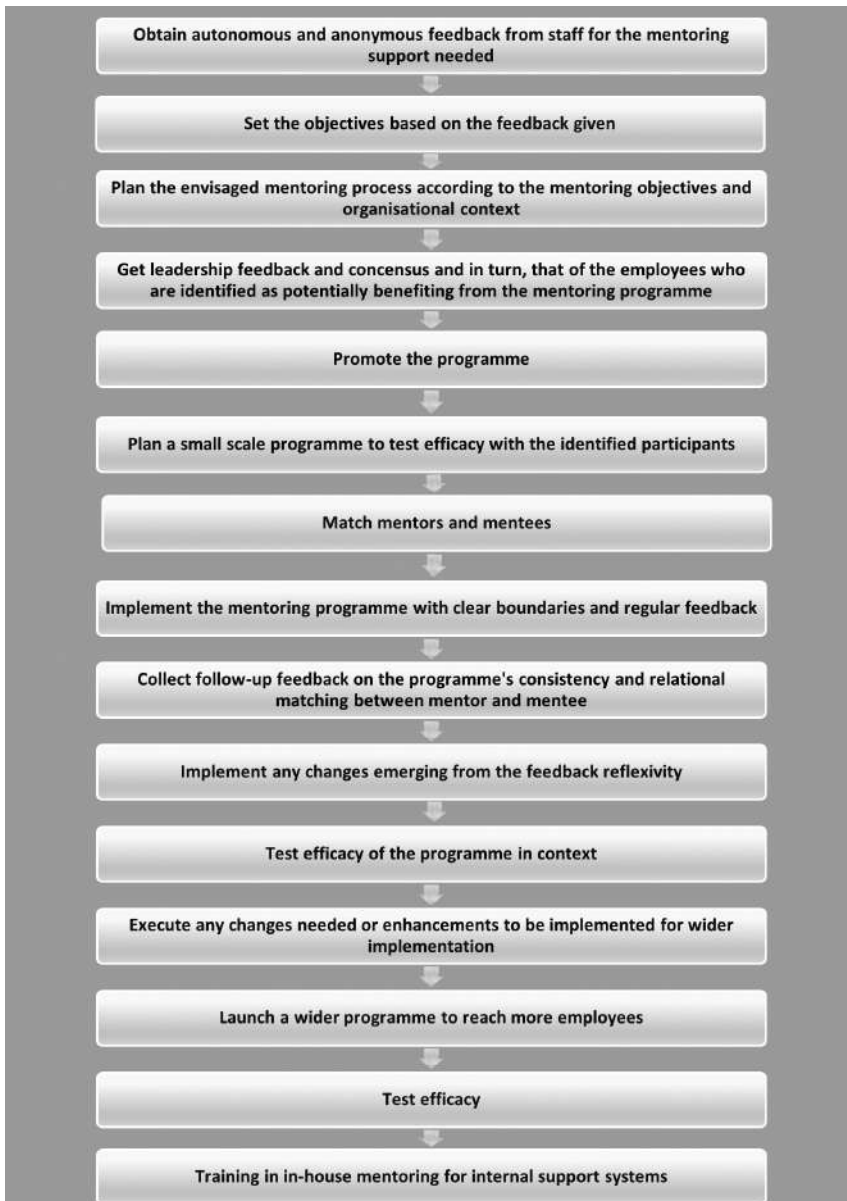 Obtain autonomous and anonymous feedback from staff for the mentoring
support needed
Set the objectives based on the feedback given
Plan the envisaged mentoring process according to the mentoring objectives and
organisational context
Get leadership feedback and concensus and in turn, that of the employees who
are identified as potentially benefiting from the mentoring programme
Promote the programme
Plan a small scale programme to test efficacy with the identified participants
Match mentors and mentees
Implement the mentoring programme with clear boundaries and regular feedback
Collect follow-up feedback on the programme's consistency and relational
matching between mentor and mentee
Implement any changes emerging from the feedback reflexivity
Test efficacy of the programme in context
Execute any changes needed or enhancements to be implemented for wider
implementation
Launch a wider programme to reach more employees
Test efficacy
Training in in-house mentoring for internal support systems